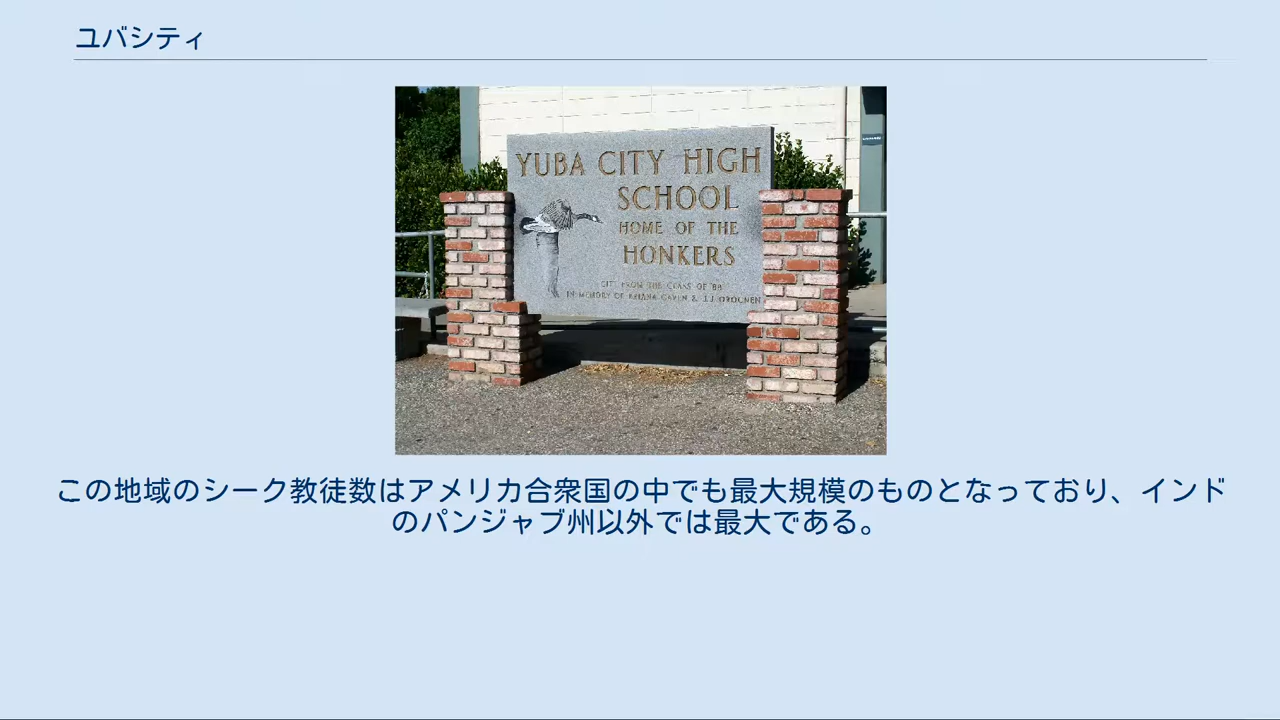 ユバシティ
YUBA CITY HIGH
SCHOOL
HOME OF THE
HONKERS
この地域のシーク教徒数はアメリカ合衆国の中でも最大規模のものとなっており、インド
のパンジャブ州以外では最大である。